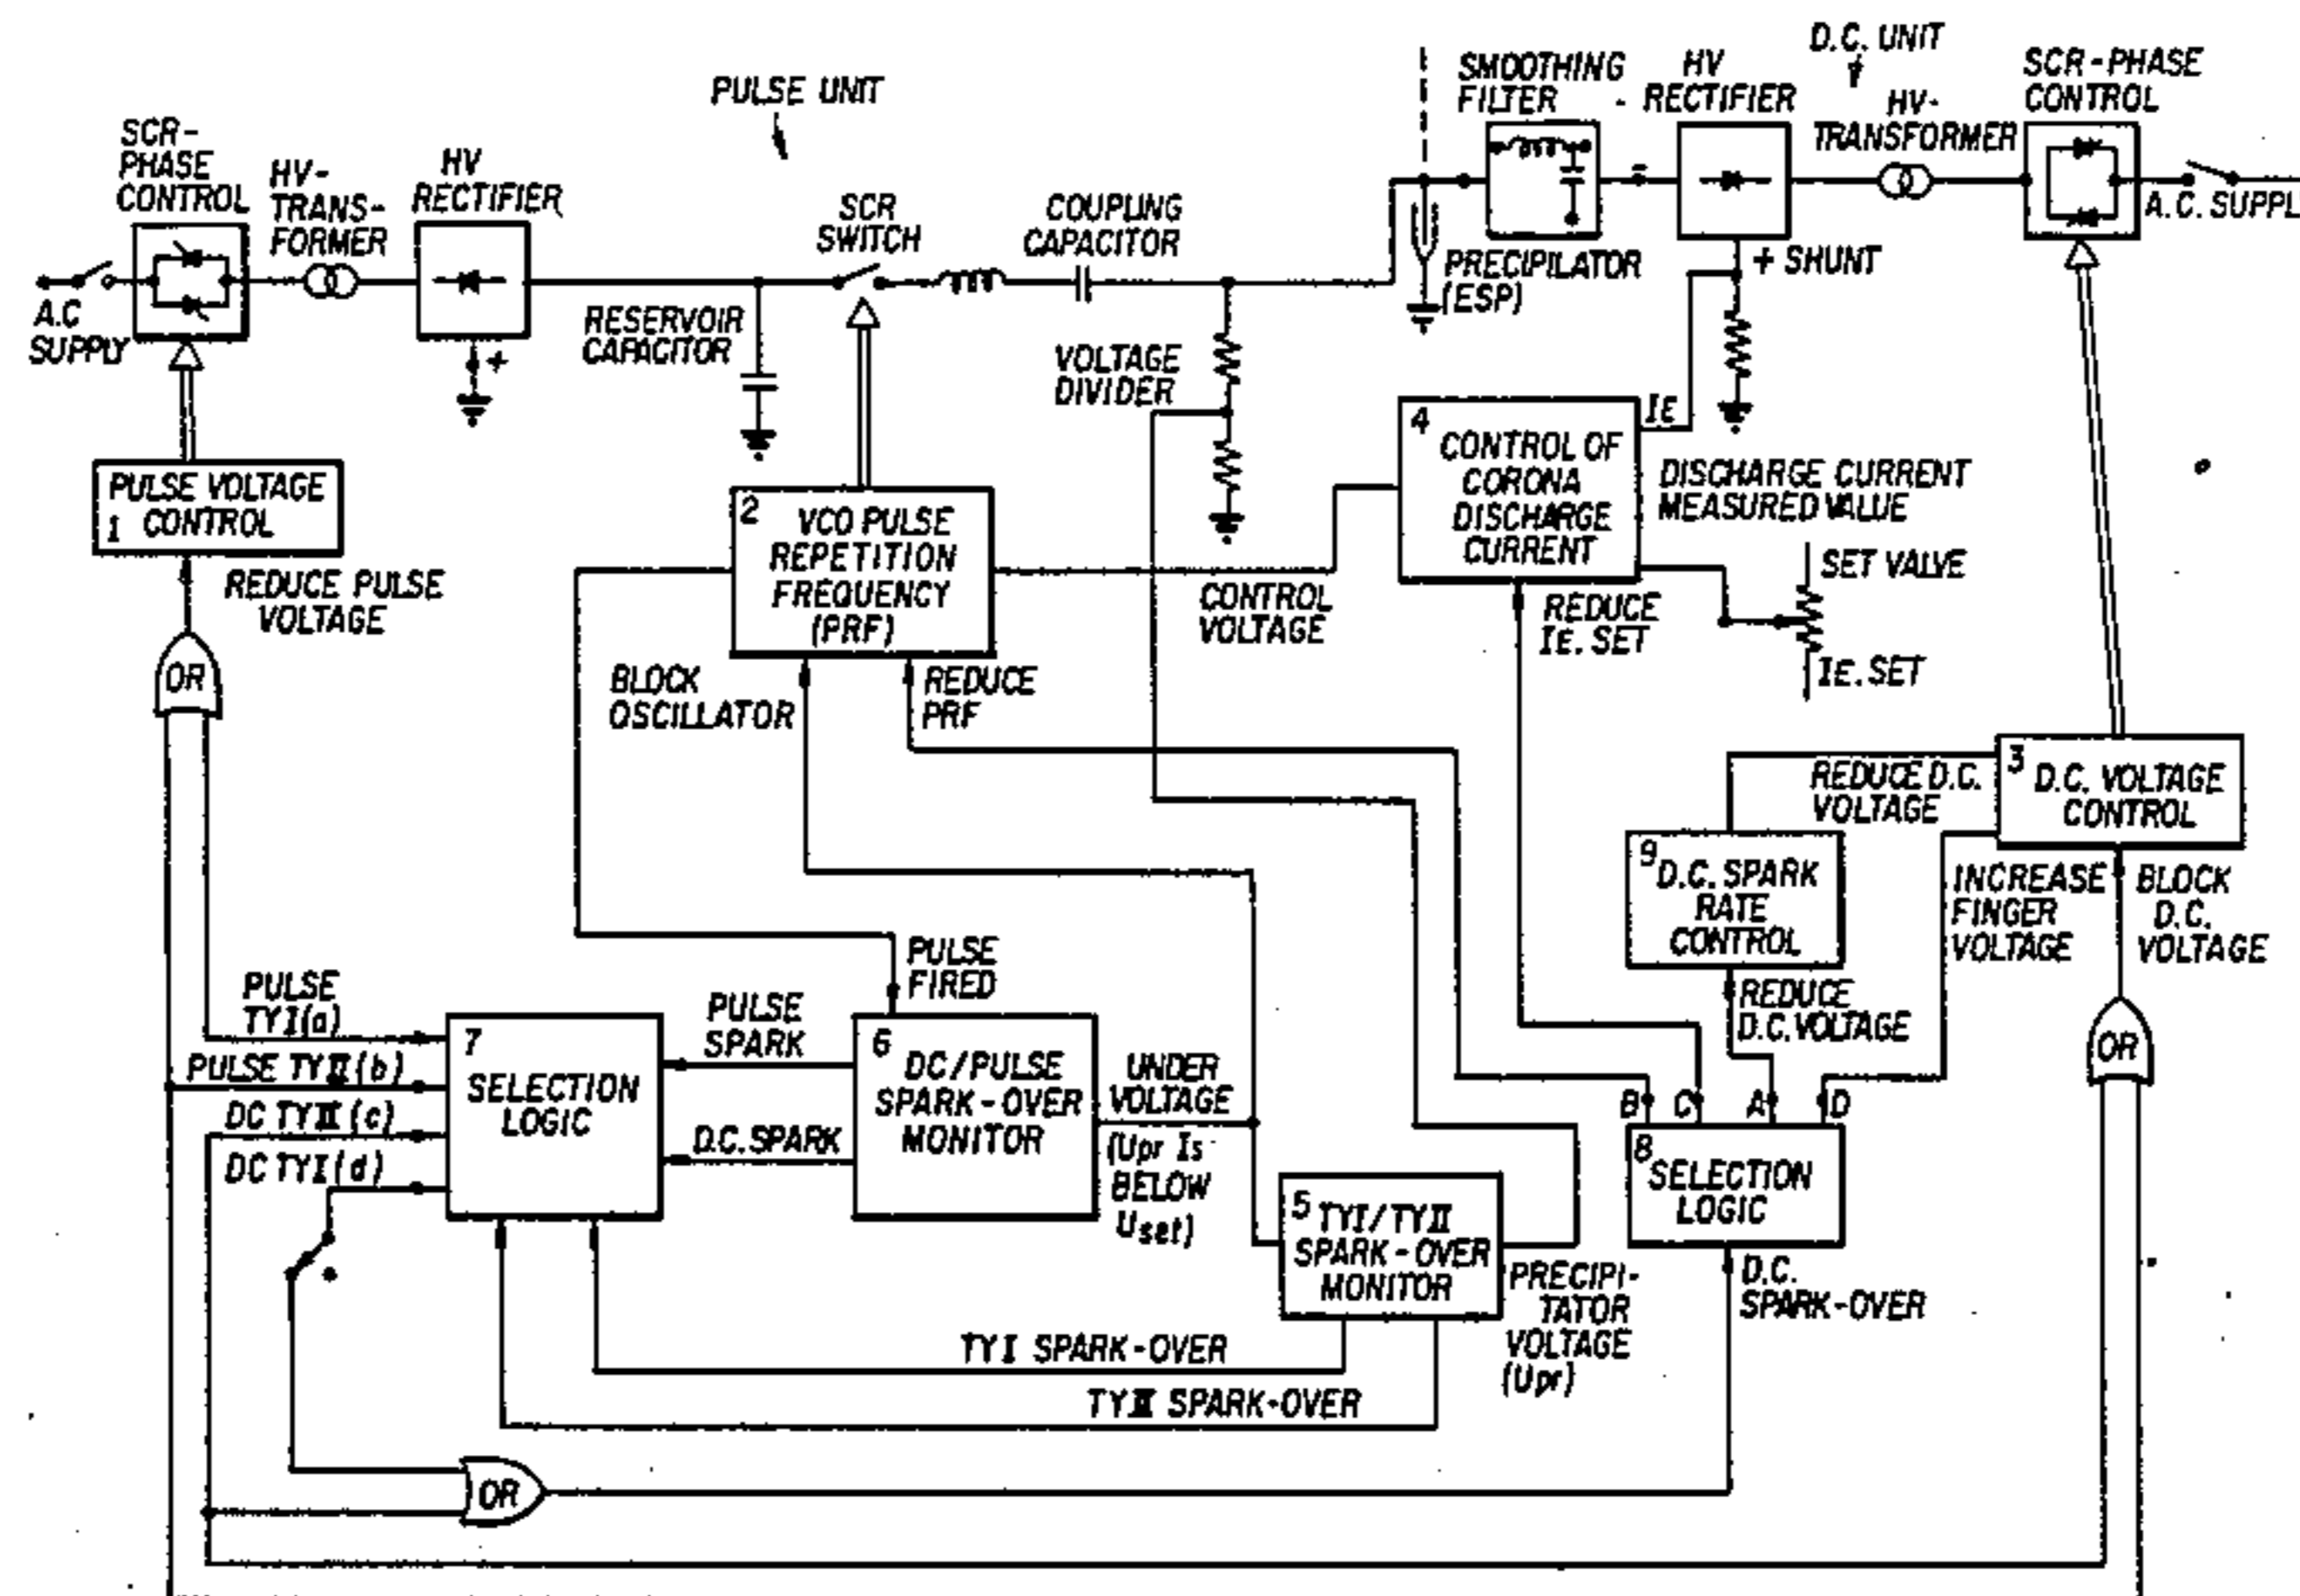 PULSE UNIT
D.C. UNIT
SCR-
PHASE
CONTROL
HV-
TRANS-
FORMER
HV
RECTIFIER
SCR
SWITCH
COUPLING
CAPACITOR
SMOOTHING
FILTER
HV
RECTIFIER
HV-
TRANSFORMER
SCR-PHASE
CONTROL
A.C
SUPPLY
+
RESERVOIR
CAPACITOR
VOLTAGE
DIVIDER
PRECIPILATOR
(ESP)
-
+ SHUNT
A.C. SUPPL
PULSE VOLTAGE
1 CONTROL
2 VCO PULSE
REPETITION
FREQUENCY
(PRF)
4 CONTROL OF
CORONA
DISCHARGE
CURRENT
IE
DISCHARGE CURRENT
MEASURED VALUE
SET VALVE
IE. SET
REDUCE PULSE
VOLTAGE
OR
BLOCK
OSCILLATOR
REDUCE
PRF
CONTROL
VOLTAGE
REDUCE
IE. SET
3 D.C. VOLTAGE
CONTROL
REDUCE D.C.
VOLTAGE
9 D.C. SPARK
RATE
CONTROL
INCREASE
FINGER
VOLTAGE
BLOCK
D.C.
VOLTAGE
REDUCE
D.C. VOLTAGE
OR
PULSE
TY I (a)
PULSE TY II (b)
DC TY II (c)
DC TY I (d)
7
SELECTION
LOGIC
PULSE
SPARK
D.C. SPARK
PULSE
FIRED
6
DC/PULSE
SPARK-OVER
MONITOR
UNDER
VOLTAGE
(Upr Is
BELOW
Uset)
B C A D
8
SELECTION
LOGIC
5 TYI/TYII
SPARK-OVER
MONITOR
PRECIPI-
TATOR
VOLTAGE
(Upr)
D.C.
SPARK-OVER
TY I SPARK-OVER
TY II SPARK-OVER
OR